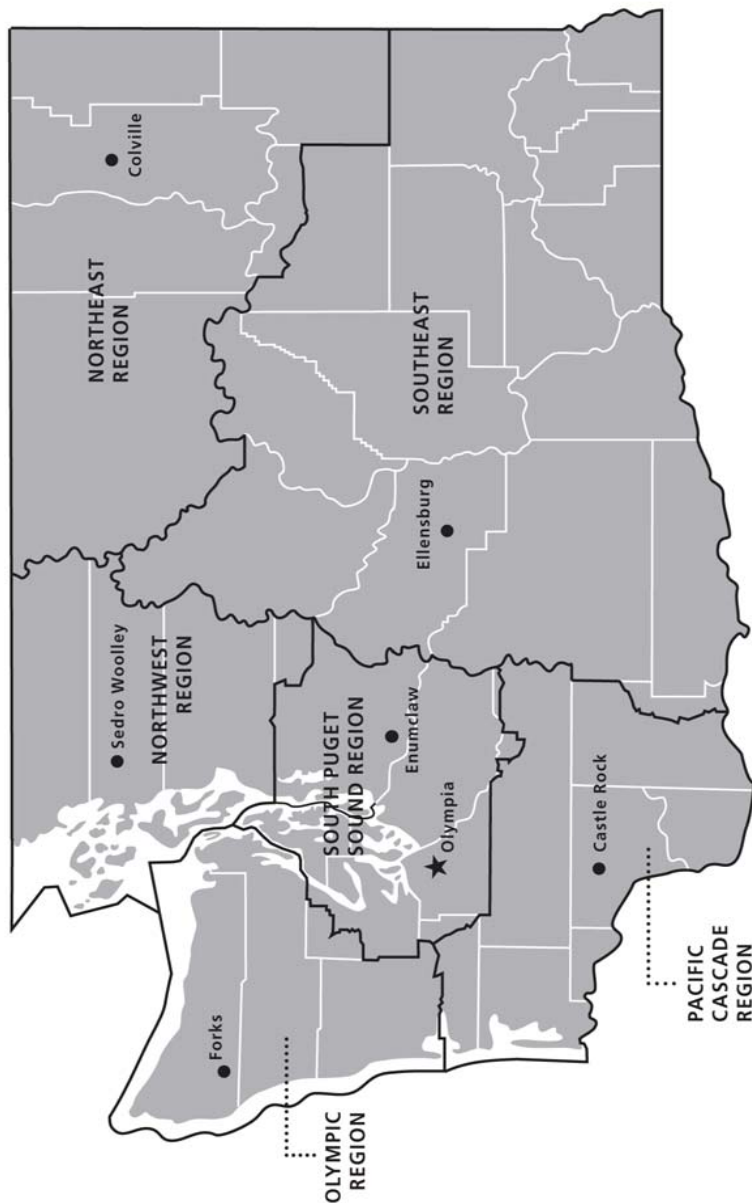 NORTHEAST
REGION
Colville
Sedro Woolley
NORTHWEST
REGION
SOUTHEAST
REGION
Ellensburg
SOUTH PUGET
SOUND REGION
Enumclaw
Olympia
Forks
OLYMPIC
REGION
Castle Rock
PACIFIC
CASCADE
REGION